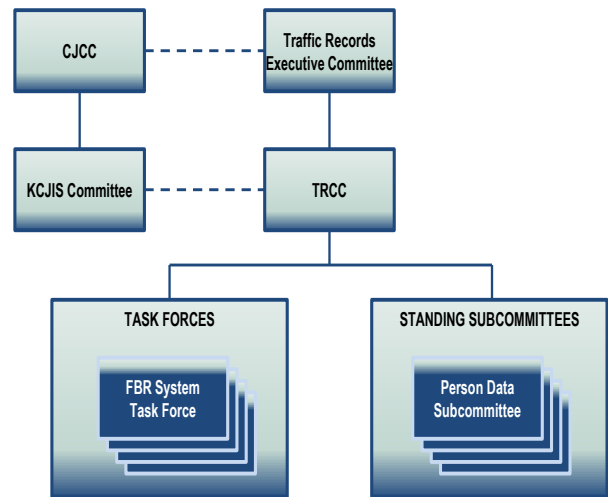 CJCC
Traffic Records
Executive Committee
KCJIS Committee
TRCC
TASK FORCES
FBR System
Task Force
STANDING SUBCOMMITTEES
Person Data
Subcommittee